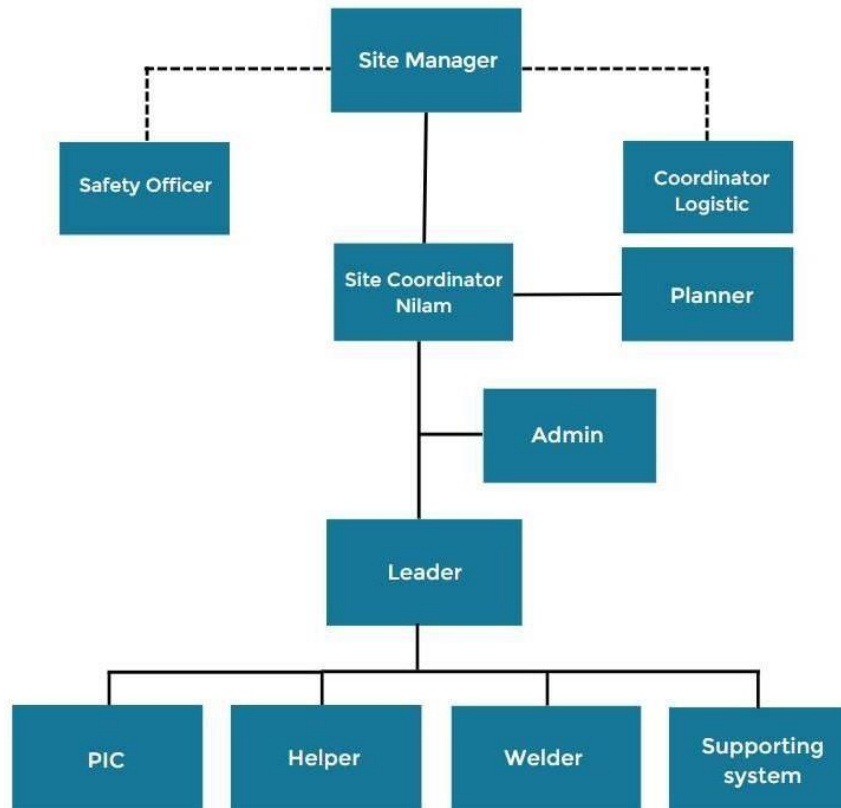 Site Manager
Safety Officer
Coordinator
Logistic
Site Coordinator
Nilam
Planner
Admin
Leader
PIC
Helper
Welder
Supporting
system